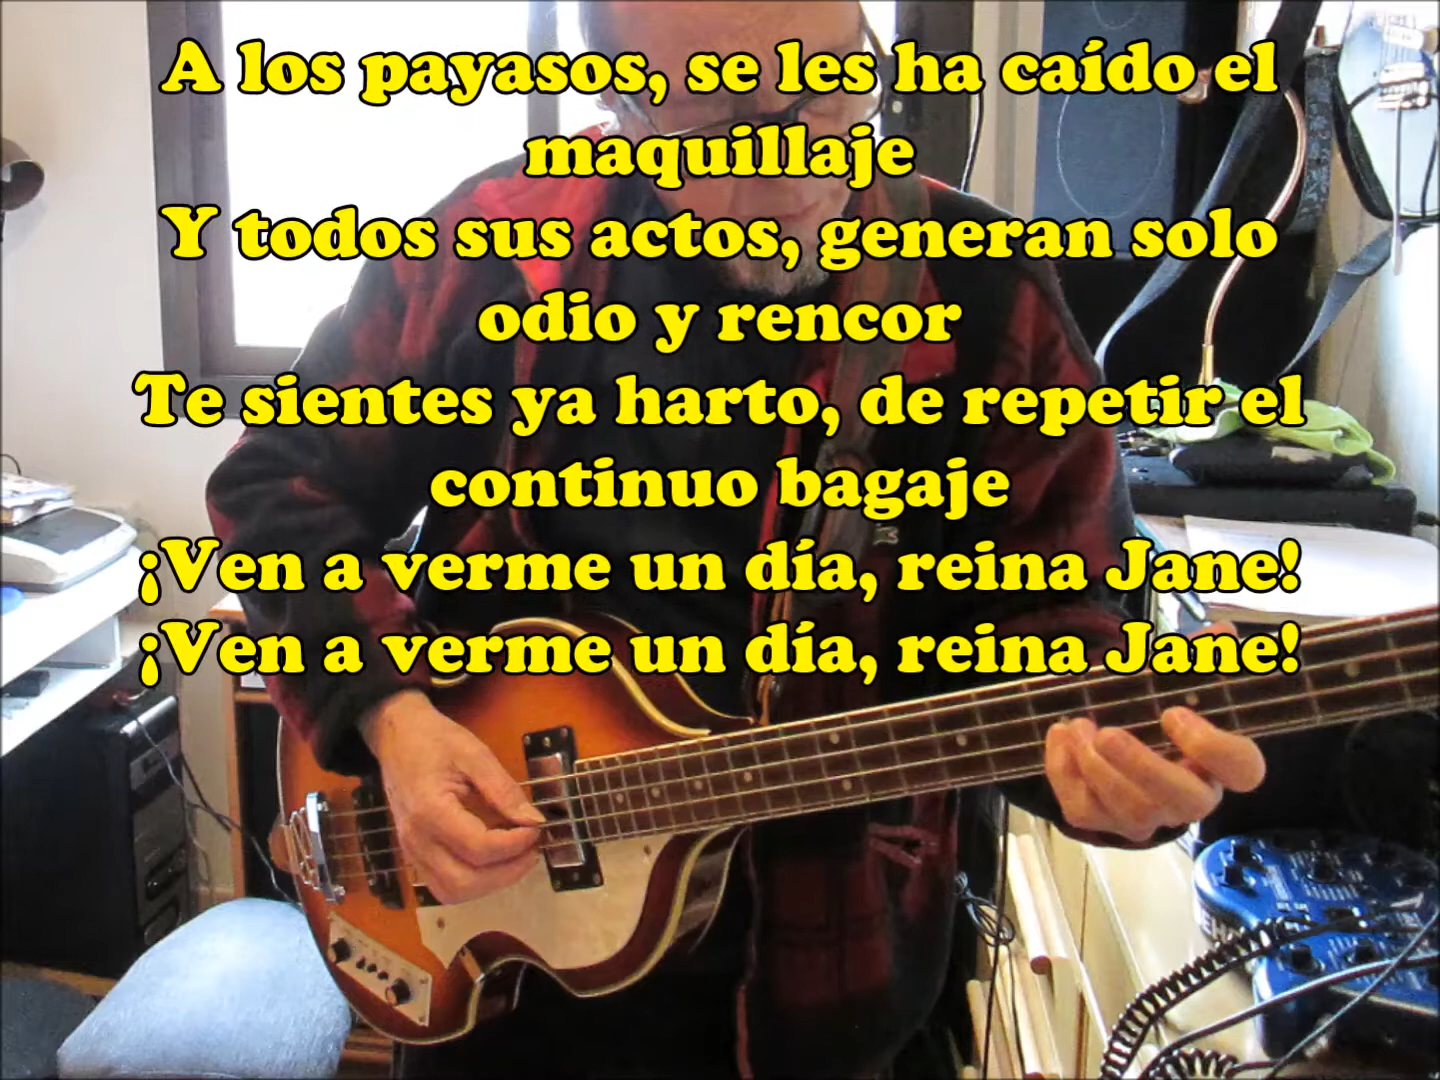 A los payasos, se les ha caído el
maquillaje
Y todos sus actos, generan solo
odio y rencor
Te sientes ya harto, de repetir el
continuo bagaje
¡Ven a verme un día, reina Jane!
¡Ven a verme un día, reina Jane!